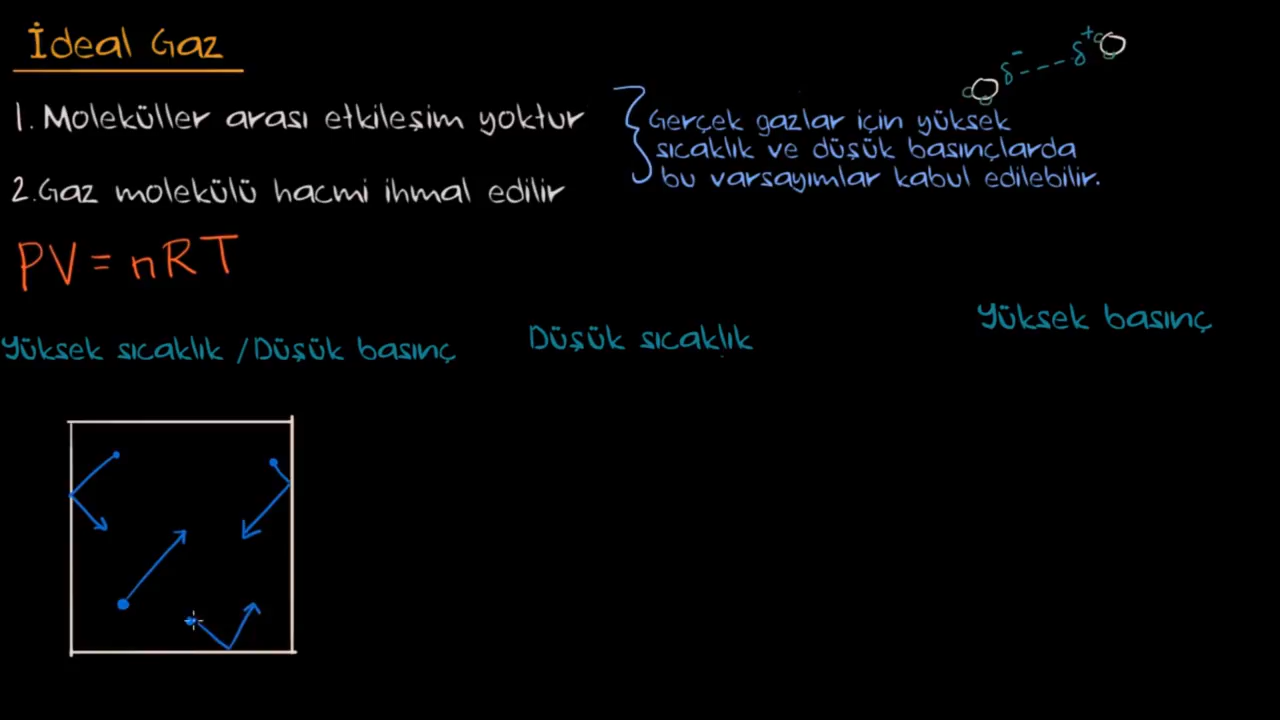 İdeal Gaz
δ⁻ --- δ⁺
1. Moleküller arası etkileşim yoktur
2. Gaz molekülü hacmi ihmal edilir
Gerçek gazlar için yüksek
sıcaklık ve düşük basınçlarda
bu varsayımlar kabul edilebilir.
PV = nRT
Yüksek sıcaklık / Düşük basınç
Düşük sıcaklık
Yüksek basınç